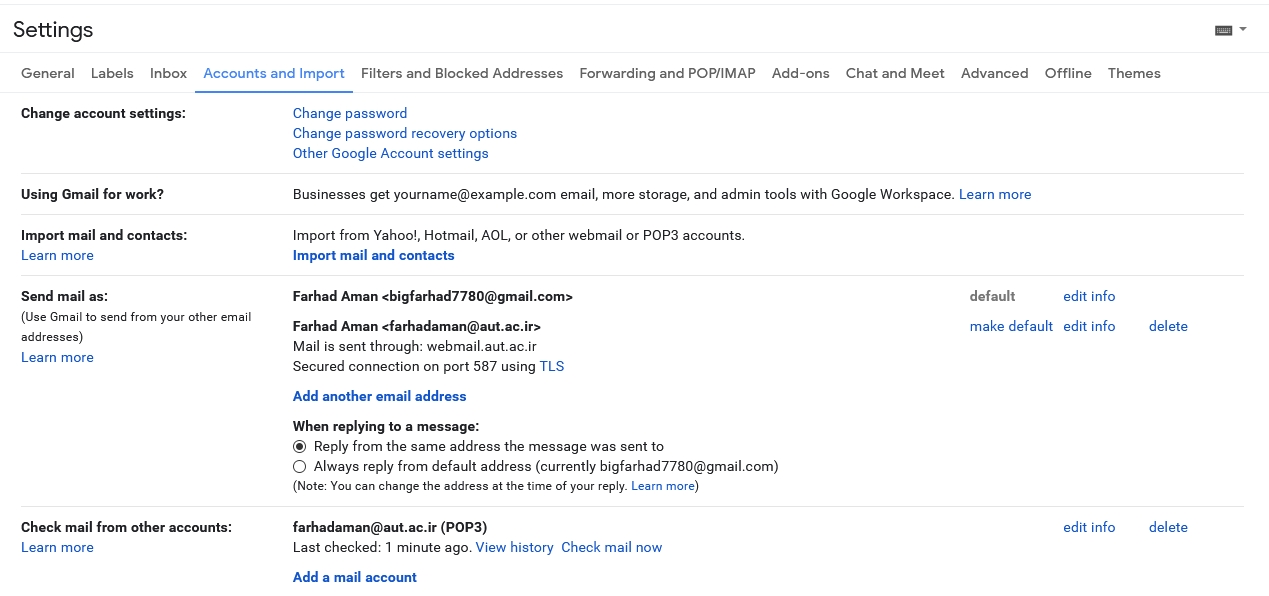 Settings
General Labels Inbox Accounts and Import Filters and Blocked Addresses Forwarding and POP/IMAP Add-ons Chat and Meet Advanced Offline Themes
Change account settings: Change password
Change password recovery options
Other Google Account settings
Using Gmail for work? Businesses get yourname@example.com email, more storage, and admin tools with Google Workspace. Learn more
Import mail and contacts: Import from Yahoo!, Hotmail, AOL, or other webmail or POP3 accounts.
Learn more Import mail and contacts
Send mail as: Farhad Aman <bigfarhad7780@gmail.com> default edit info
(Use Gmail to send from your other email
addresses)
Learn more
Farhad Aman <farhadaman@aut.ac.ir> make default edit info delete
Mail is sent through: webmail.aut.ac.ir
Secured connection on port 587 using TLS
Add another email address
When replying to a message:
Reply from the same address the message was sent to
Always reply from default address (currently bigfarhad7780@gmail.com)
(Note: You can change the address at the time of your reply. Learn more)
Check mail from other accounts: farhadaman@aut.ac.ir (POP3) edit info delete
Learn more Last checked: 1 minute ago. View history Check mail now
Add a mail account